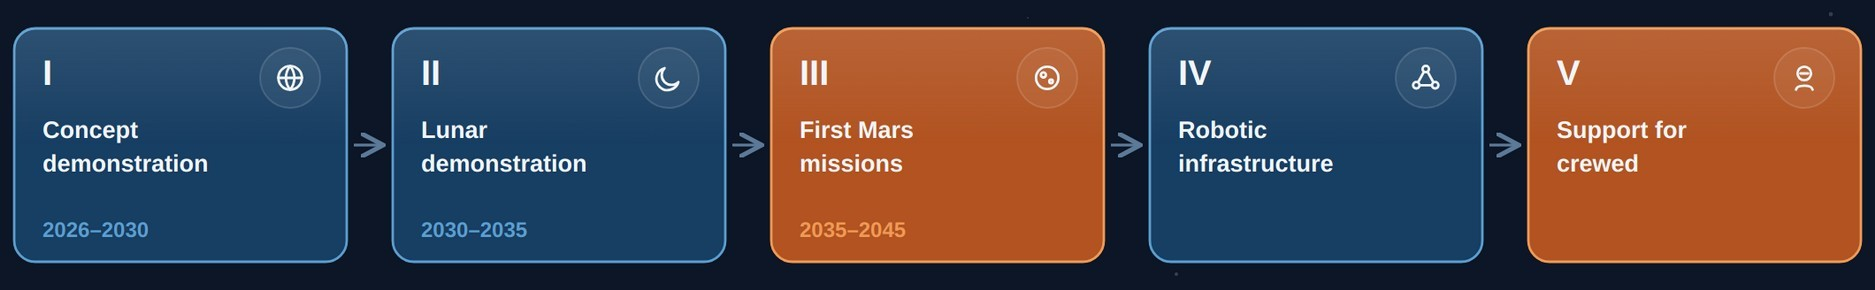 I
Concept
demonstration
2026–2030
II
Lunar
demonstration
2030–2035
III
First Mars
missions
2035–2045
IV
Robotic
infrastructure
V
Support for
crewed